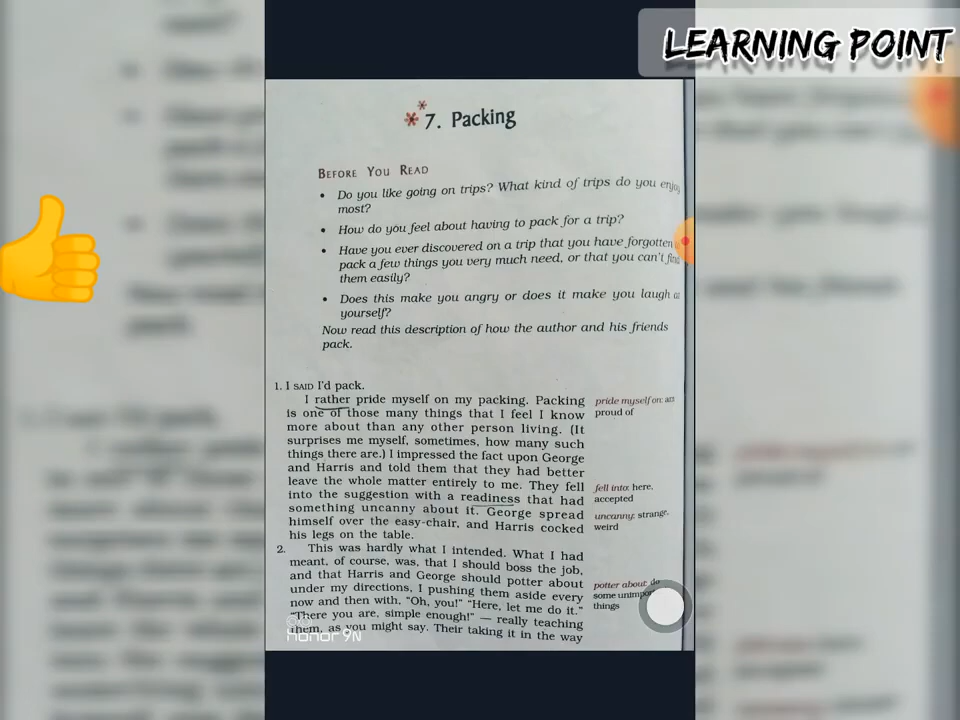 LEARNING POINT
7. Packing
BEFORE YOU READ
• Do you like going on trips? What kind of trips do you enjoy
most?
• How do you feel about having to pack for a trip?
• Have you ever discovered on a trip that you have forgotten
pack a few things you very much need, or that you can't find
them easily?
• Does this make you angry or does it make you laugh
yourself?
Now read this description of how the author and his friends
pack.
1. I SAID I'd pack.
I rather pride myself on my packing. Packing
is one of those many things that I feel I know
more about than any other person living. (It
surprises me myself, sometimes, how many such
things there are.) I impressed the fact upon George
and Harris and told them that they had better
leave the whole matter entirely to me. They fell
into the suggestion with a readiness that had
something uncanny about it. George spread
himself over the easy-chair, and Harris cocked
his legs on the table.
pride myself on: am
proud of
fell into: here,
accepted
uncanny: strange,
weird
2. This was hardly what I intended. What I had
meant, of course, was, that I should boss the job,
and that Harris and George should potter about
under my directions, I pushing them aside every
now and then with, “Oh, you!” “Here, let me do it.”
“There you are, simple enough!” — really teaching
them, as you might say. Their taking it in the way
potter about: do
some unimport
things
honor 9N